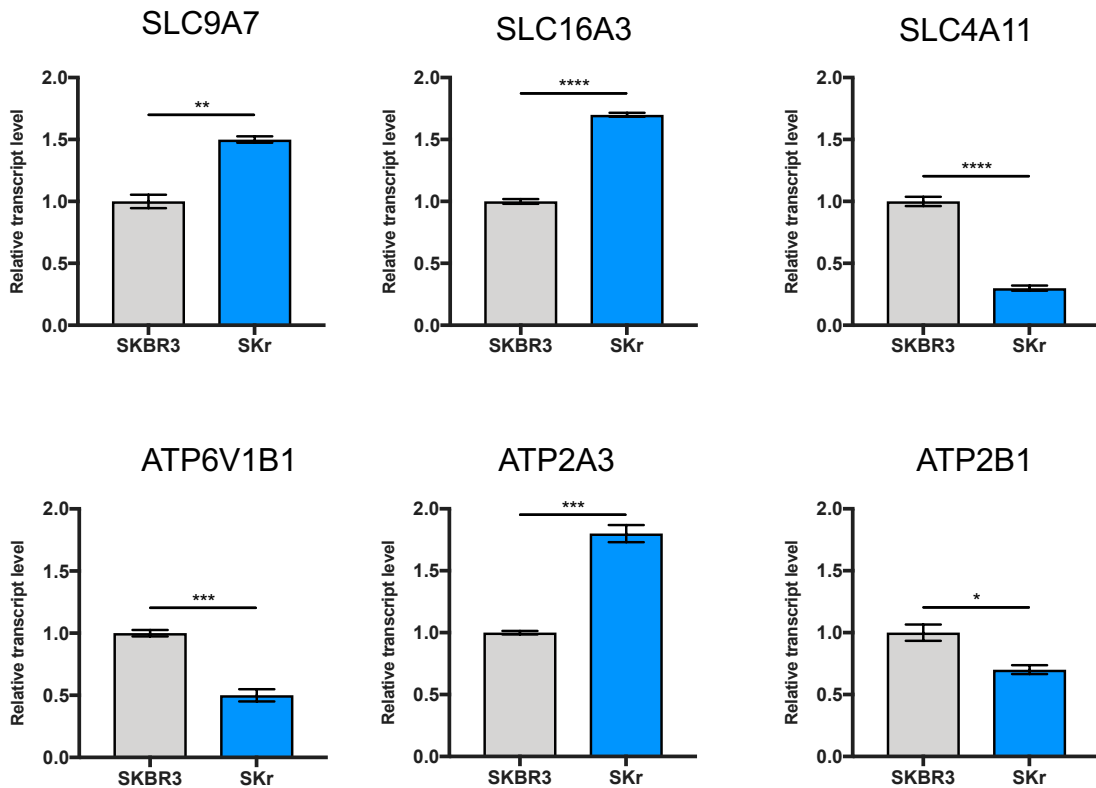 SLC9A7
SLC16A3
SLC4A11
Relative transcript level
2.0
1.5
1.0
0.5
0.0
**
SKBR3
SKr
Relative transcript level
2.0
1.5
1.0
0.5
0.0
****
SKBR3
SKr
Relative transcript level
2.0
1.5
1.0
0.5
0.0
****
SKBR3
SKr
ATP6V1B1
ATP2A3
ATP2B1
Relative transcript level
2.0
1.5
1.0
0.5
0.0
***
SKBR3
SKr
Relative transcript level
2.0
1.5
1.0
0.5
0.0
***
SKBR3
SKr
Relative transcript level
2.0
1.5
1.0
0.5
0.0
*
SKBR3
SKr